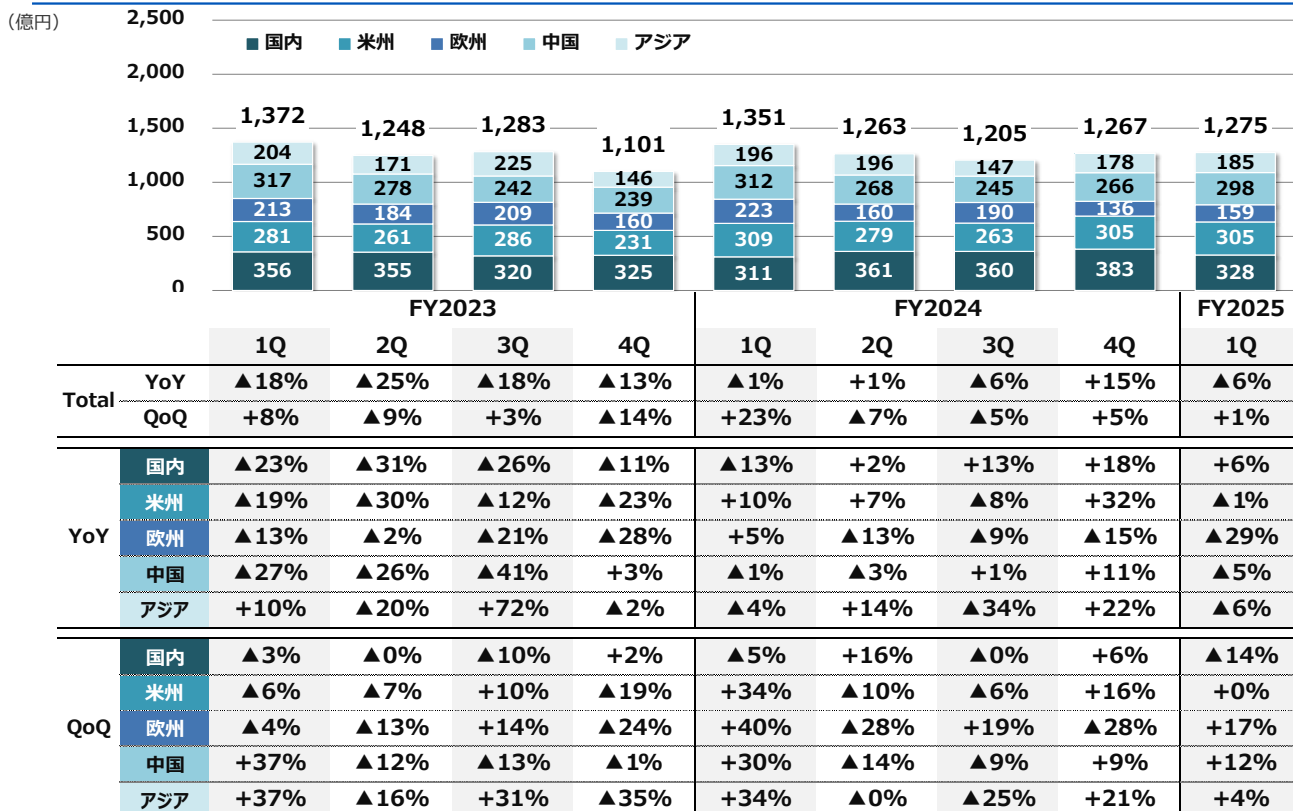 （億円）
2,500
■ 国内 ■ 米州 ■ 欧州 ■ 中国 ■ アジア
2,000
1,500
1,000
500
0
1,372 1,248 1,283 1,101 1,351 1,263 1,205 1,267 1,275
204 171 225 146 196 196 147 178 185
317 278 242 239 312 268 245 266 298
213 184 209 160 223 160 190 136 159
281 261 286 231 309 279 263 305 305
356 355 320 325 311 361 360 383 328
FY2023 FY2024 FY2025
1Q 2Q 3Q 4Q 1Q 2Q 3Q 4Q 1Q
Total
YoY ▲18% ▲25% ▲18% ▲13% ▲1% +1% ▲6% +15% ▲6%
QoQ +8% ▲9% +3% ▲14% +23% ▲7% ▲5% +5% +1%
YoY
国内 ▲23% ▲31% ▲26% ▲11% ▲13% +2% +13% +18% +6%
米州 ▲19% ▲30% ▲12% ▲23% +10% +7% ▲8% +32% ▲1%
欧州 ▲13% ▲2% ▲21% ▲28% +5% ▲13% ▲9% ▲15% ▲29%
中国 ▲27% ▲26% ▲41% +3% ▲1% ▲3% +1% +11% ▲5%
アジア +10% ▲20% +72% ▲2% ▲4% +14% ▲34% +22% ▲6%
QoQ
国内 ▲3% ▲0% ▲10% +2% ▲5% +16% ▲0% +6% ▲14%
米州 ▲6% ▲7% +10% ▲19% +34% ▲10% ▲6% +16% +0%
欧州 ▲4% ▲13% +14% ▲24% +40% ▲28% +19% ▲28% +17%
中国 +37% ▲12% ▲13% ▲1% +30% ▲14% ▲9% +9% +12%
アジア +37% ▲16% +31% ▲35% +34% ▲0% ▲25% +21% +4%